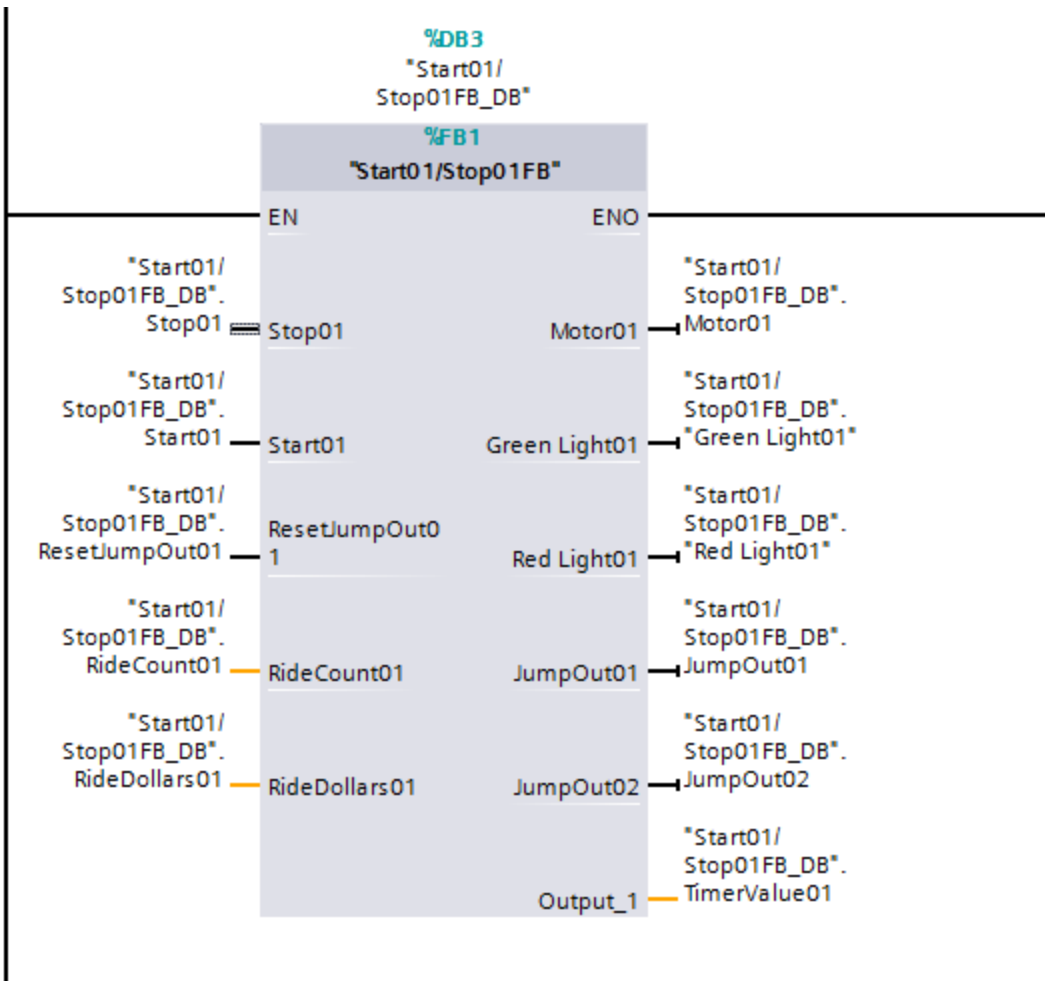 %DB3
"Start01/
Stop01FB_DB"
%FB1
"Start01/Stop01FB"
EN
ENO
"Start01/
Stop01FB_DB".
Stop01
Stop01
Motor01
"Start01/
Stop01FB_DB".
Motor01
"Start01/
Stop01FB_DB".
Start01
Start01
Green Light01
"Start01/
Stop01FB_DB".
"Green Light01"
"Start01/
Stop01FB_DB".
ResetJumpOut01
ResetJumpOut0
1
Red Light01
"Start01/
Stop01FB_DB".
"Red Light01"
"Start01/
Stop01FB_DB".
RideCount01
RideCount01
JumpOut01
"Start01/
Stop01FB_DB".
JumpOut01
"Start01/
Stop01FB_DB".
RideDollars01
RideDollars01
JumpOut02
"Start01/
Stop01FB_DB".
JumpOut02
Output_1
"Start01/
Stop01FB_DB".
TimerValue01